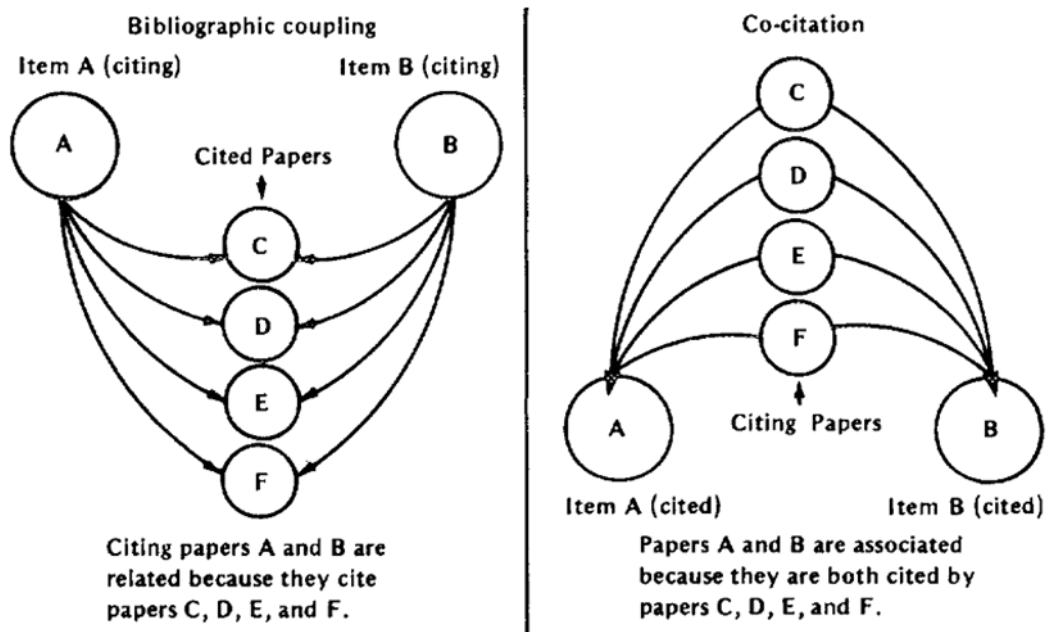 Bibliographic coupling
Item A (citing)
Item B (citing)
A
B
Cited Papers
C
D
E
F
Citing papers A and B are
related because they cite
papers C, D, E, and F.
Co-citation
C
D
E
F
A
Citing Papers
B
Item A (cited)
Item B (cited)
Papers A and B are associated
because they are both cited by
papers C, D, E, and F.